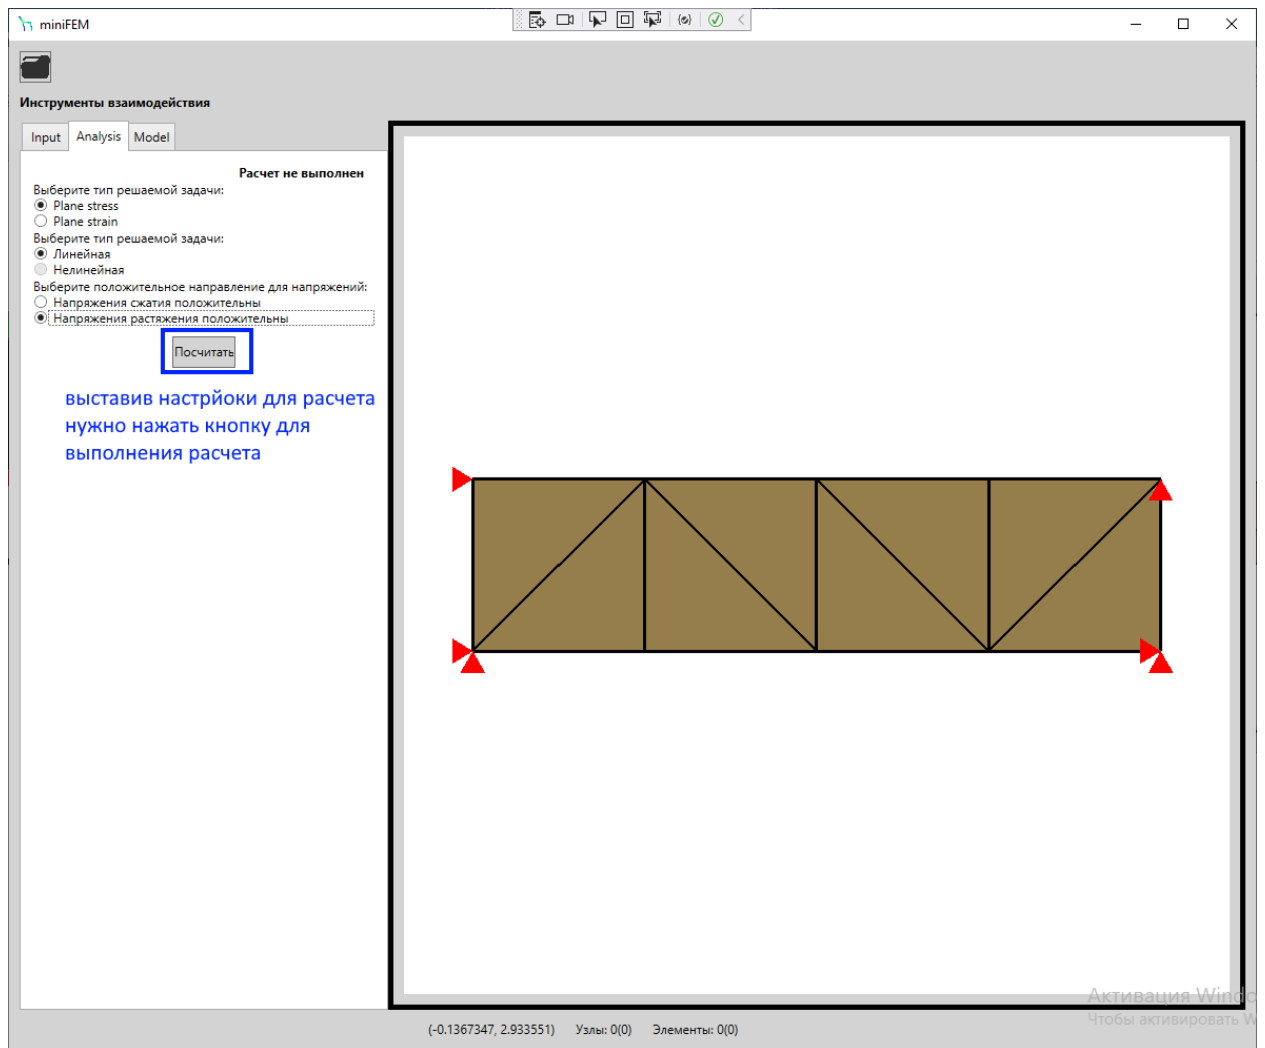 miniFEM
Инструменты взаимодействия
Input Analysis Model
Расчет не выполнен
Выберите тип решаемой задачи:
Plane stress
Plane strain
Выберите тип решаемой задачи:
Линейная
Нелинейная
Выберите положительное направление для напряжений:
Напряжения сжатия положительны
Напряжения растяжения положительны
Посчитать
выставив настрйоки для расчета
нужно нажать кнопку для
выполнения расчета
Активация Windo
Чтобы активировать W
(-0.1367347, 2.933551) Узлы: 0(0) Элементы: 0(0)